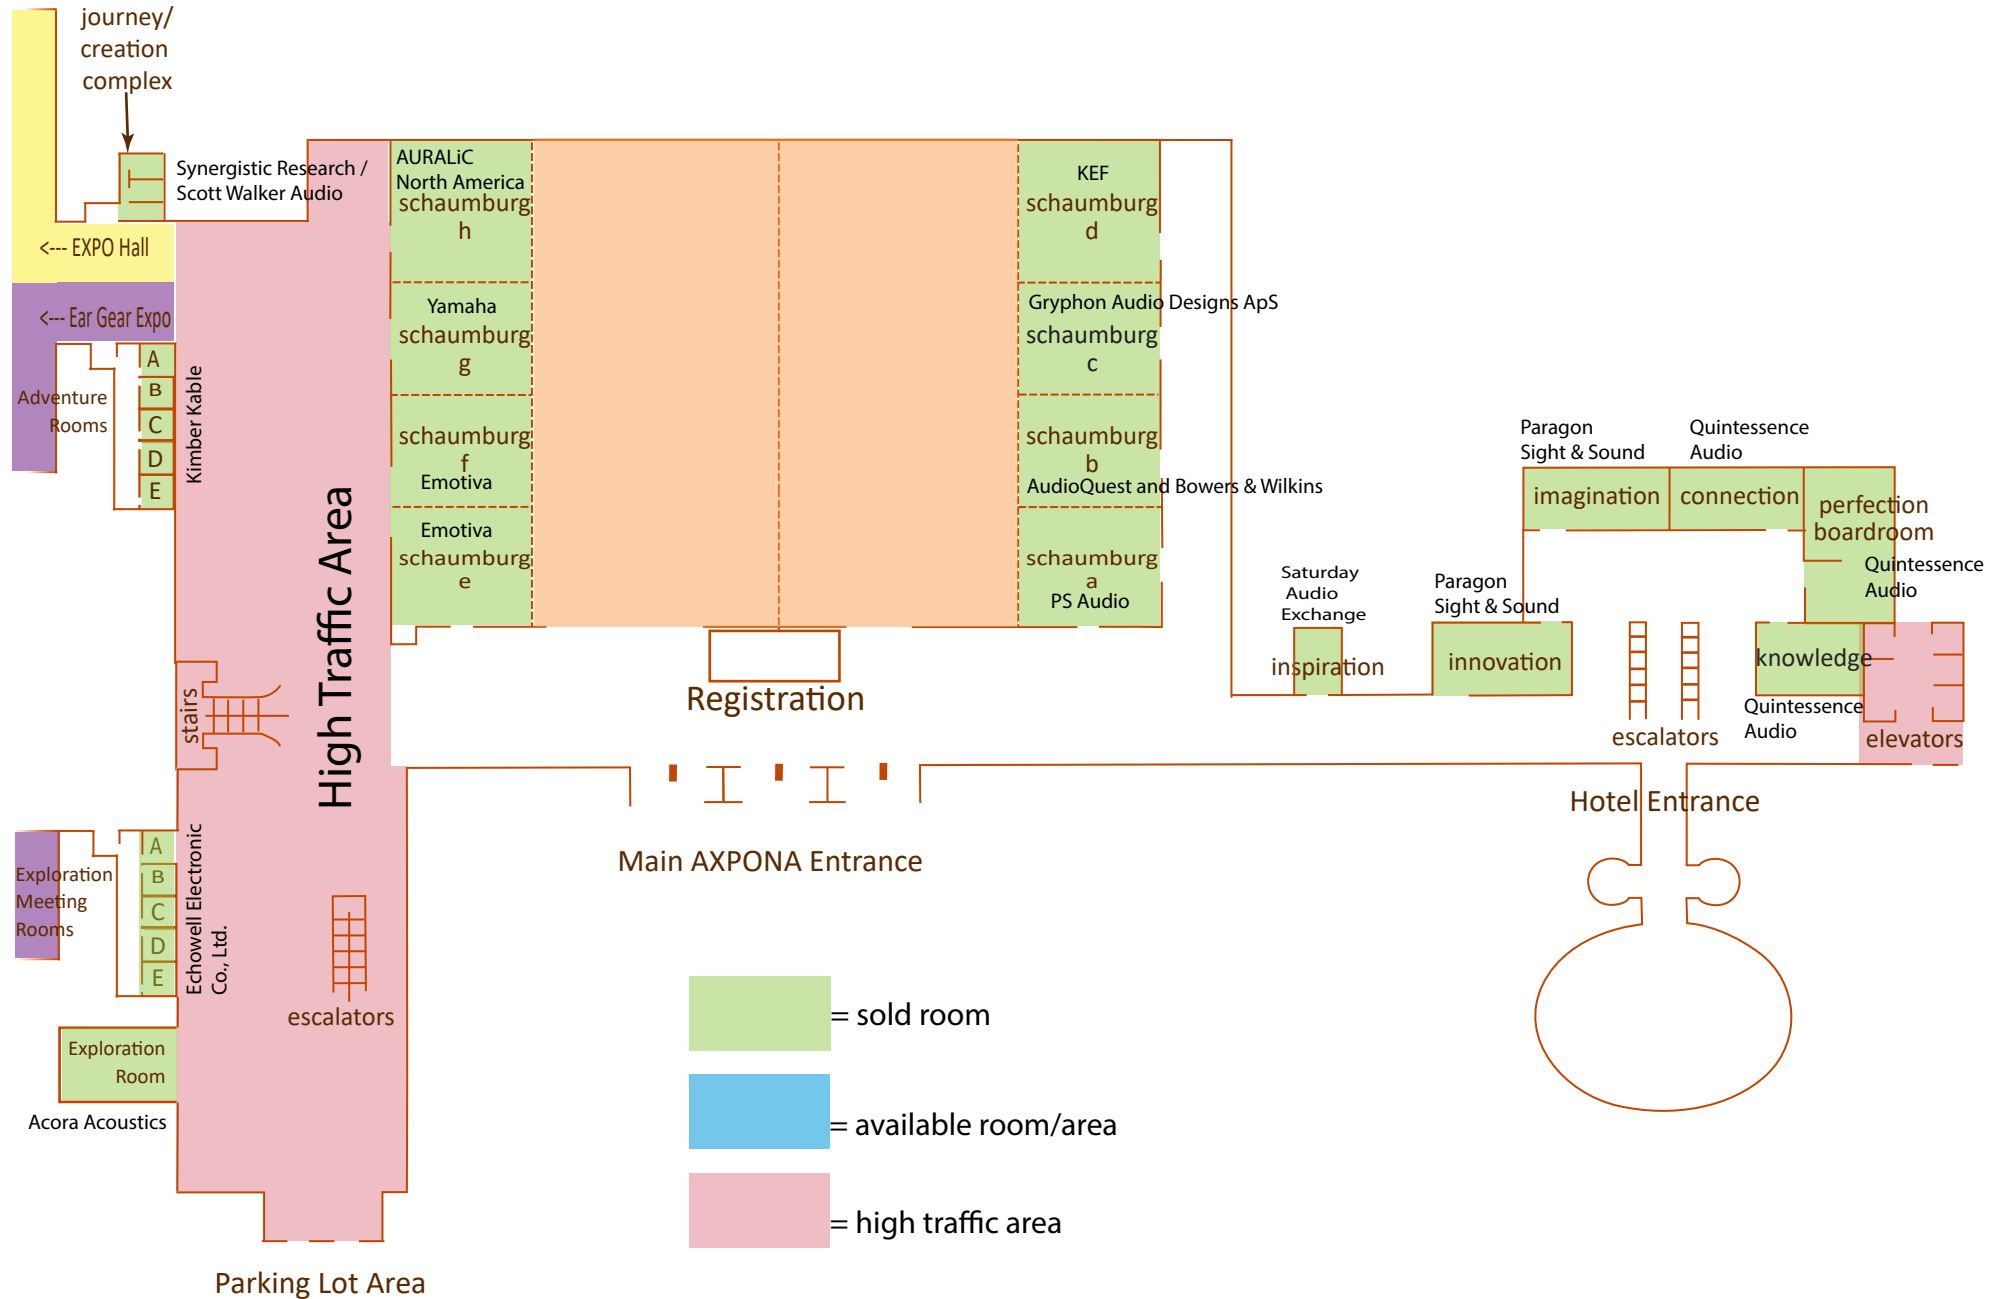 journey/
creation
complex
Synergistic Research /
Scott Walker Audio
<--- EXPO Hall
<--- Ear Gear Expo
Adventure
Rooms
A
B
C
D
E
Kimber Kable
High Traffic Area
AURALiC
North America
schaumburg
h
Yamaha
schaumburg
g
schaumburg
f
Emotiva
Emotiva
schaumburg
e
KEF
schaumburg
d
Gryphon Audio Designs ApS
schaumburg
c
schaumburg
b
AudioQuest and Bowers & Wilkins
schaumburg
a
PS Audio
Registration
stairs
Saturday
Audio
Exchange
inspiration
Paragon
Sight & Sound
innovation
Paragon
Sight & Sound
imagination
Quintessence
Audio
connection
perfection
boardroom
Quintessence
Audio
knowledge
Quintessence
Audio
escalators
elevators
Hotel Entrance
Main AXPONA Entrance
Exploration
Meeting
Rooms
A
B
C
D
E
Echowell Electronic
Co., Ltd.
escalators
Exploration
Room
Acora Acoustics
Parking Lot Area
= sold room
= available room/area
= high traffic area